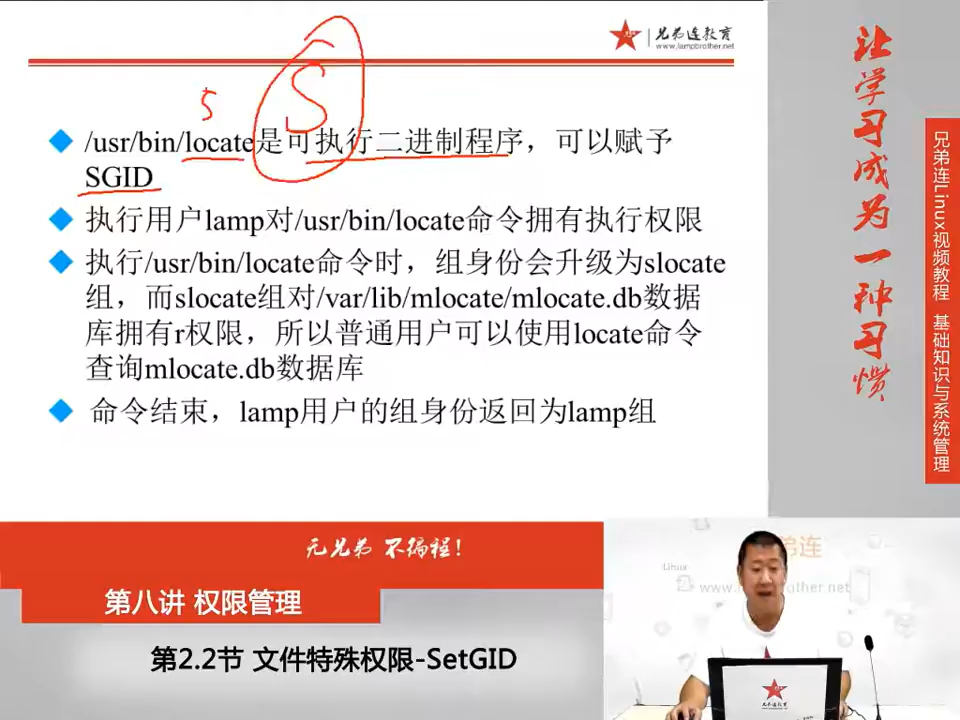 兄弟连教育
www.lampbrother.net
S
s
/usr/bin/locate是可执行二进制程序，可以赋予
SGID
执行用户lamp对/usr/bin/locate命令拥有执行权限
执行/usr/bin/locate命令时，组身份会升级为slocate
组，而slocate组对/var/lib/mlocate/mlocate.db数据
库拥有r权限，所以普通用户可以使用locate命令
查询mlocate.db数据库
命令结束，lamp用户的组身份返回为lamp组
让学习成为一种习惯
兄弟连Linux视频教程 基础知识与系统管理
无兄弟 不编程！
第八讲 权限管理
第2.2节 文件特殊权限-SetGID
弟连
Linux